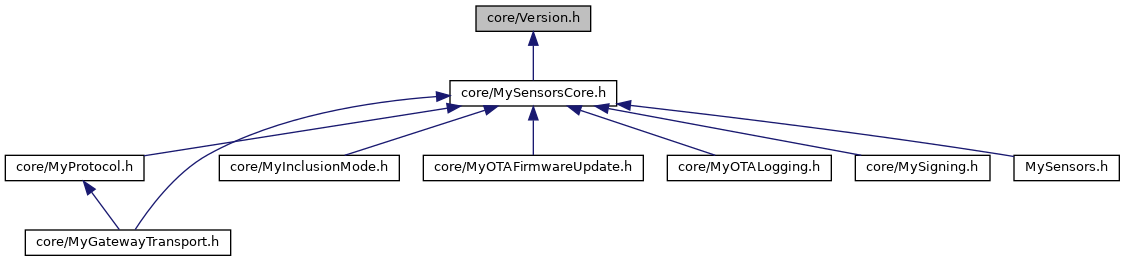 core/Version.h
core/MySensorsCore.h
core/MyProtocol.h
core/MyInclusionMode.h
core/MyOTAFirmwareUpdate.h
core/MyOTALogging.h
core/MySigning.h
MySensors.h
core/MyGatewayTransport.h